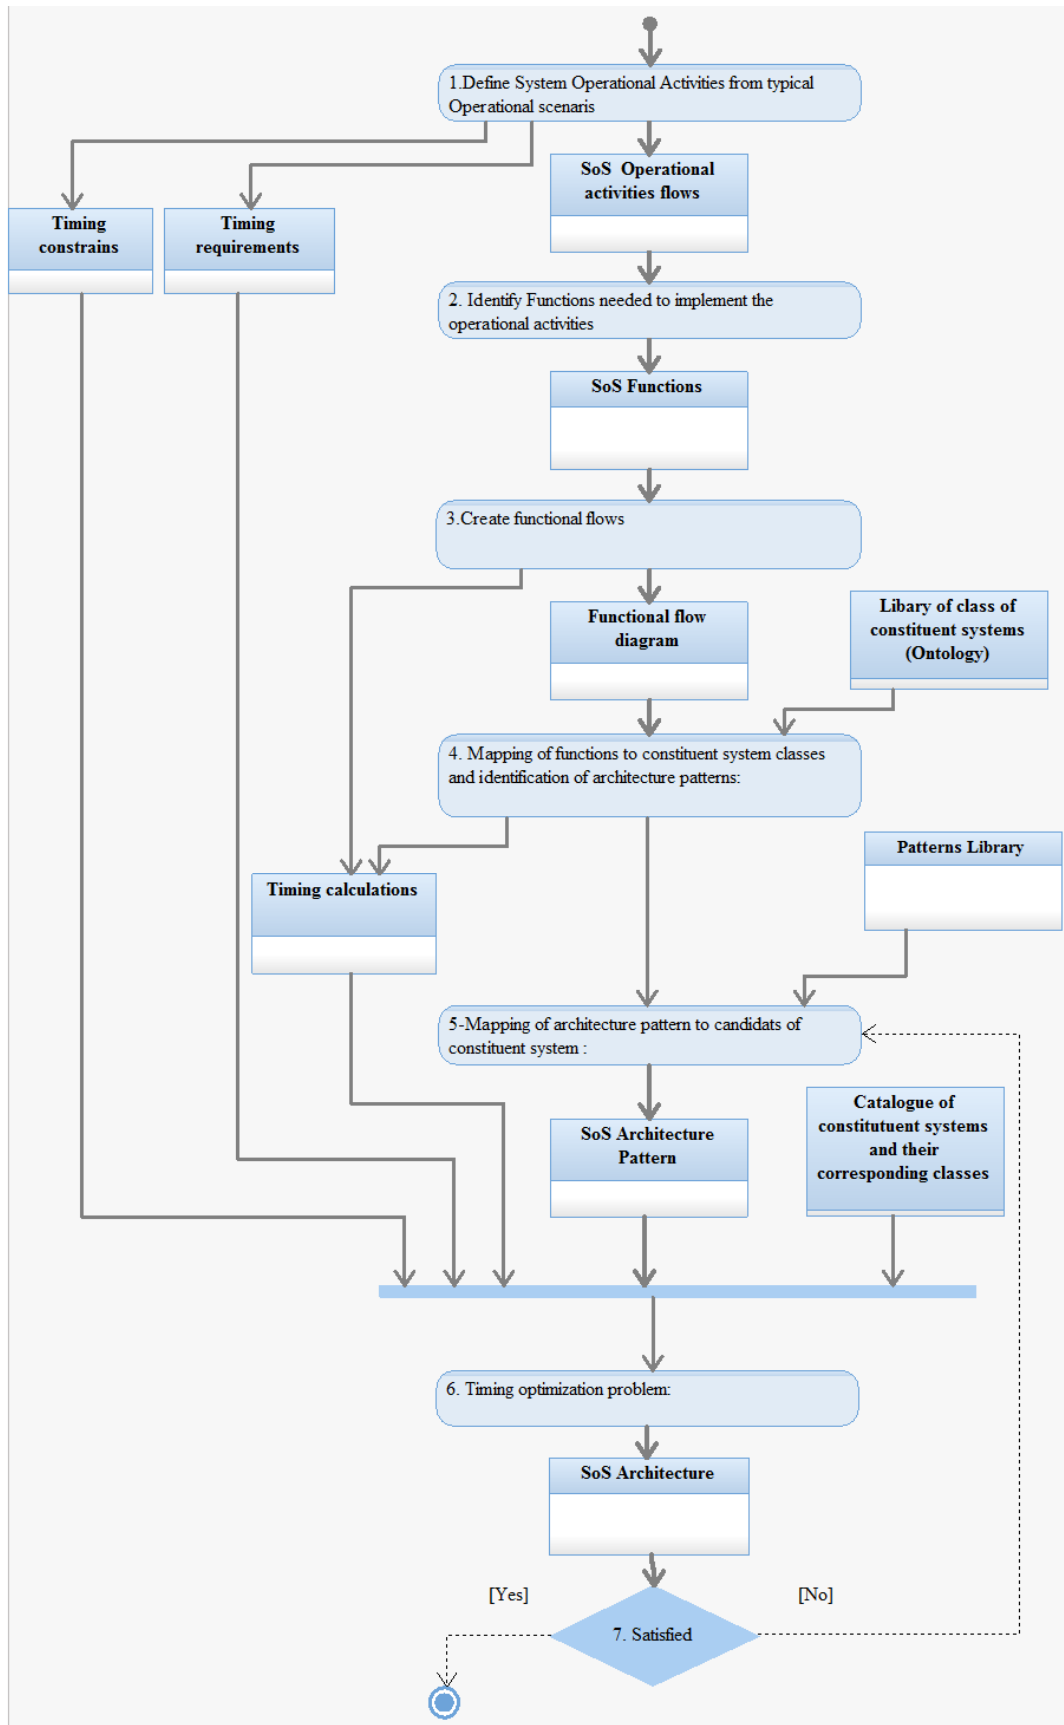 1.Define System Operational Activities from typical
Operational scenaris
SoS  Operational
activities flows
Timing
constrains
Timing
requirements
2. Identify Functions needed to implement the
operational activities
SoS Functions
3.Create functional flows
Functional flow
diagram
Libary of class of
constituent systems
(Ontology)
4. Mapping of functions to constituent system classes
and identification of architecture patterns:
Patterns Library
Timing calculations
5-Mapping of architecture pattern to candidats of
constituent system :
SoS Architecture
Pattern
Catalogue of
constitutuent systems
and their
corresponding classes
6. Timing optimization problem:
SoS Architecture
[Yes]
[No]
7. Satisfied